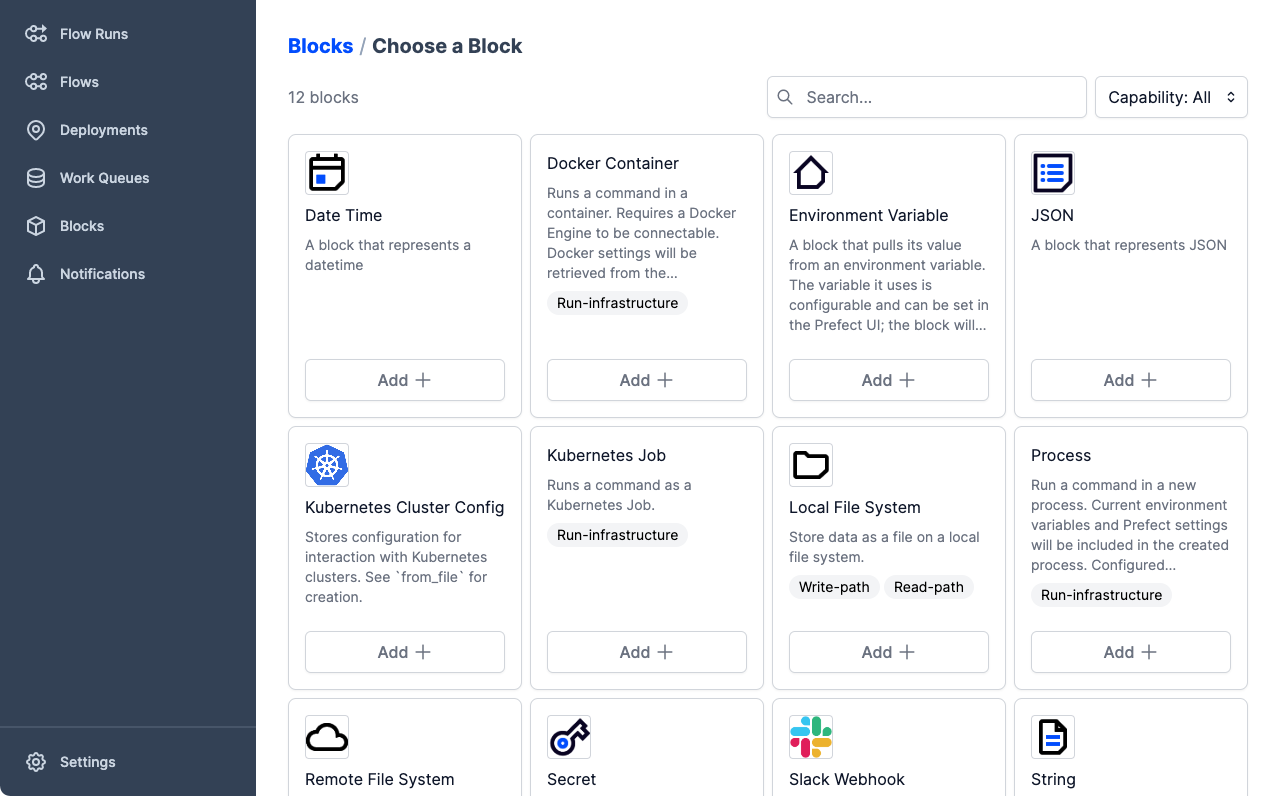 Flow Runs
Flows
Deployments
Work Queues
Blocks
Notifications
Settings
Blocks / Choose a Block
12 blocks
Search...
Capability: All
Date Time
A block that represents a
datetime
Add
Docker Container
Runs a command in a
container. Requires a Docker
Engine to be connectable.
Docker settings will be
retrieved from the...
Run-infrastructure
Add
Environment Variable
A block that pulls its value
from an environment variable.
The variable it uses is
configurable and can be set in
the Prefect UI; the block will...
Add
JSON
A block that represents JSON
Add
Kubernetes Cluster Config
Stores configuration for
interaction with Kubernetes
clusters. See `from_file` for
creation.
Add
Kubernetes Job
Runs a command as a
Kubernetes Job.
Run-infrastructure
Add
Local File System
Store data as a file on a local
file system.
Write-path Read-path
Add
Process
Run a command in a new
process. Current environment
variables and Prefect settings
will be included in the created
process. Configured...
Run-infrastructure
Add
Remote File System
Secret
Slack Webhook
String